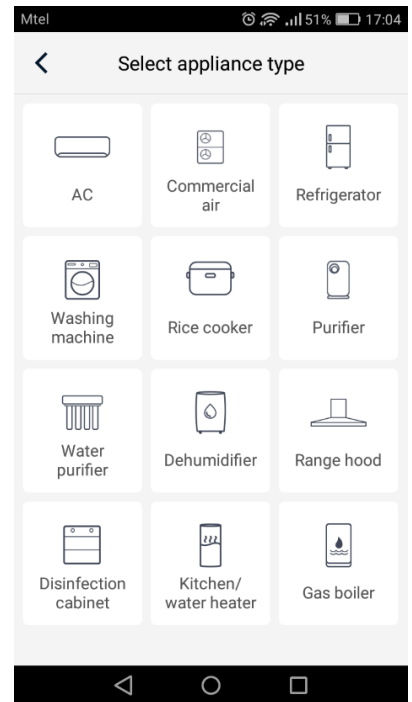 Mtel 51% 17:04
Select appliance type
AC
Commercial
air
Refrigerator
Washing
machine
Rice cooker
Purifier
Water
purifier
Dehumidifier
Range hood
Disinfection
cabinet
Kitchen/
water heater
Gas boiler